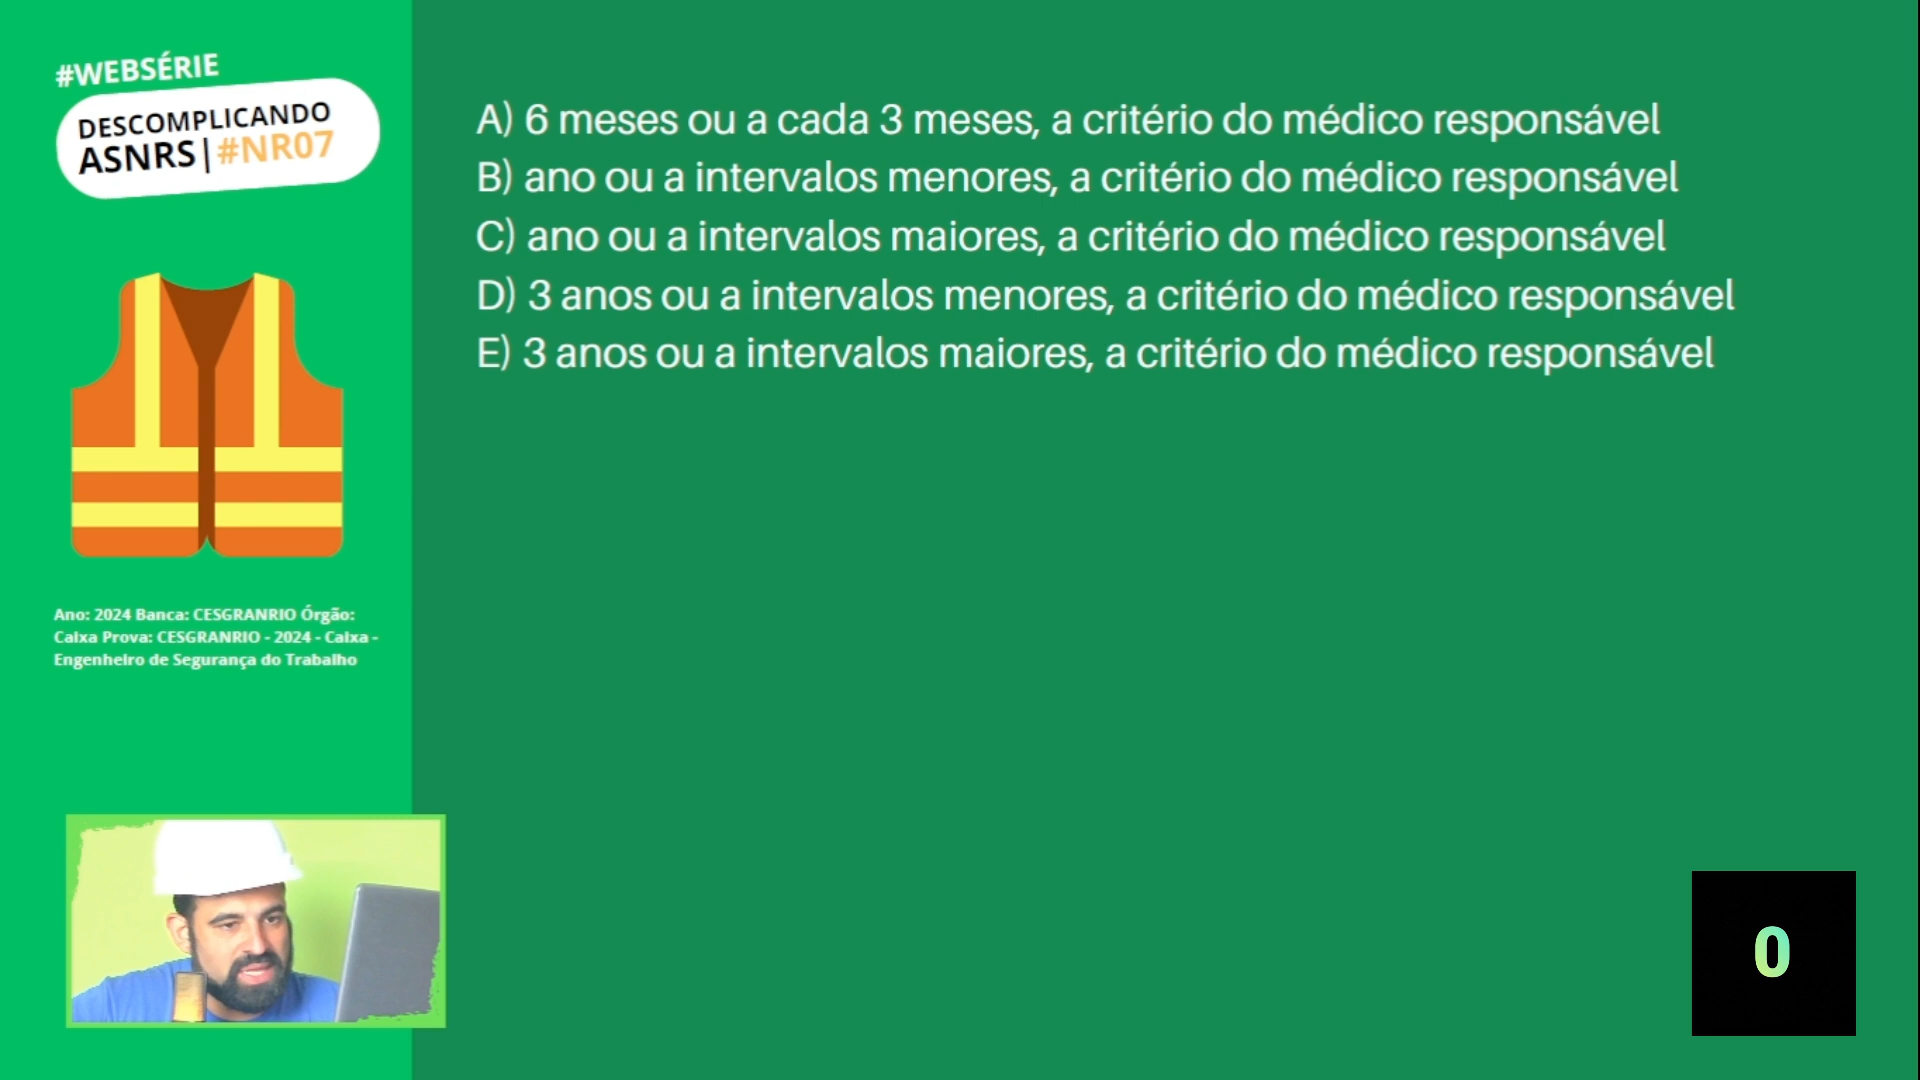 #WEBSÉRIE
DESCOMPLICANDO
ASNRS|#NR07
A) 6 meses ou a cada 3 meses, a critério do médico responsável
B) ano ou a intervalos menores, a critério do médico responsável
C) ano ou a intervalos maiores, a critério do médico responsável
D) 3 anos ou a intervalos menores, a critério do médico responsável
E) 3 anos ou a intervalos maiores, a critério do médico responsável
Ano: 2024 Banca: CESGRANRIO Órgão:
Caixa Prova: CESGRANRIO - 2024 - Caixa -
Engenheiro de Segurança do Trabalho
0